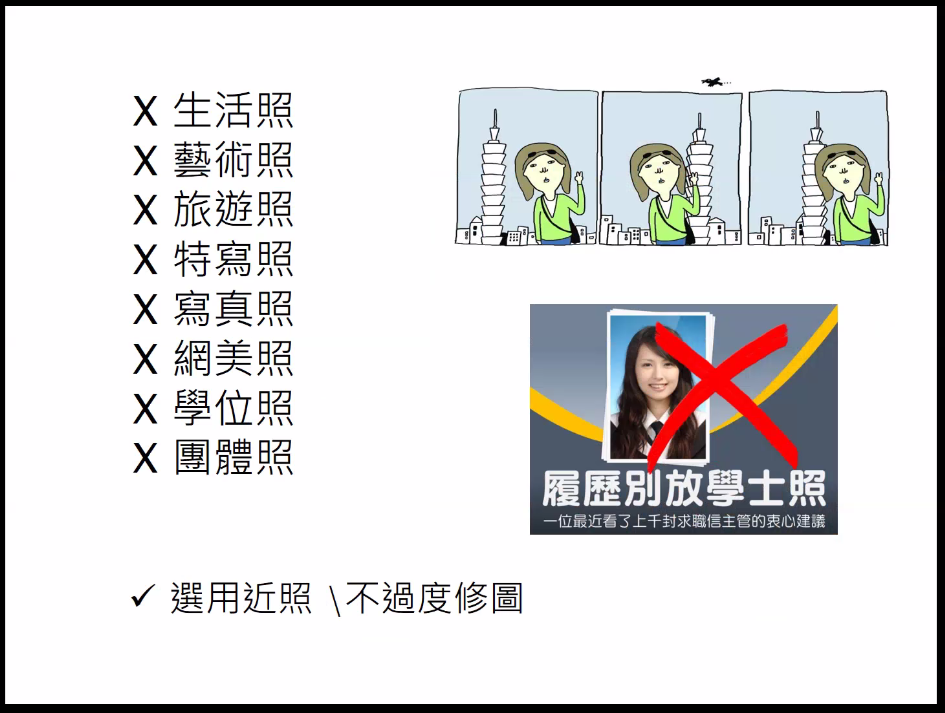 X 生活照
X 藝術照
X 旅遊照
X 特寫照
X 寫真照
X 網美照
X 學位照
X 團體照
履歷別放學士照
一位最近看了上千封求職信主管的衷心建議
✓ 選用近照 \不過度修圖